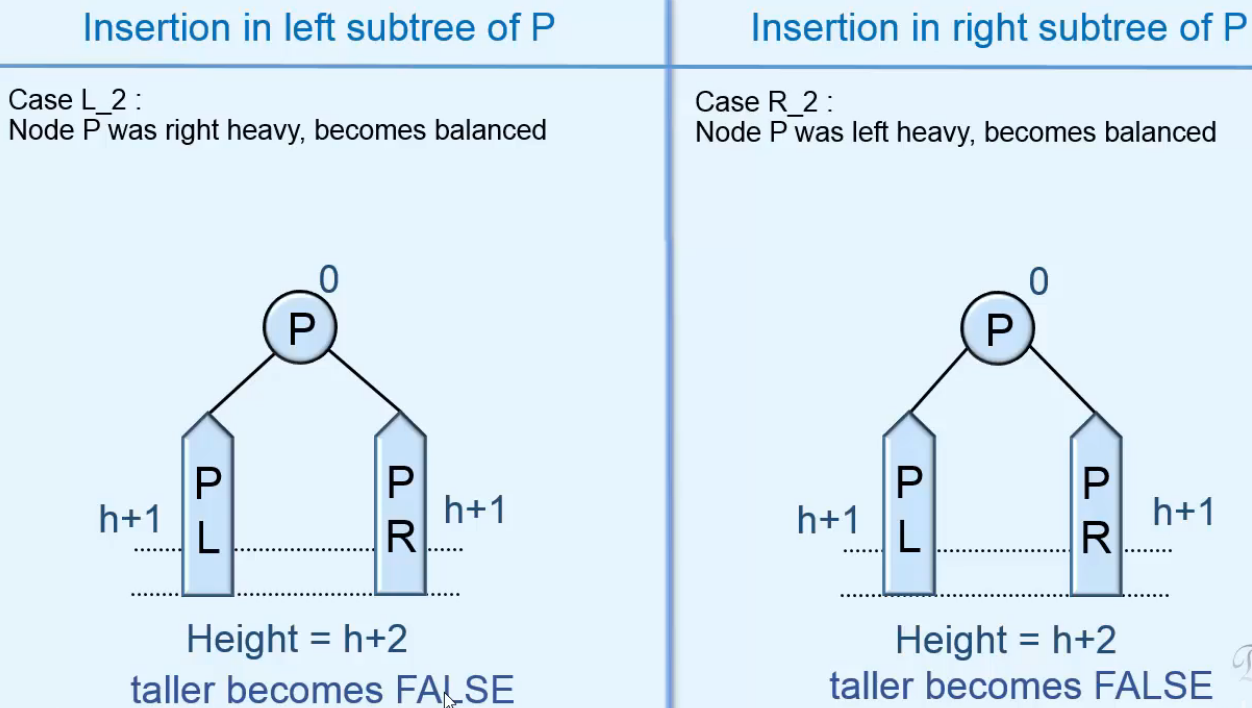 Insertion in left subtree of P
Case L_2 :
Node P was right heavy, becomes balanced
0
P
P
L
P
R
h+1
h+1
Height = h+2
taller becomes FALSE
Insertion in right subtree of P
Case R_2 :
Node P was left heavy, becomes balanced
0
P
P
L
P
R
h+1
h+1
Height = h+2
taller becomes FALSE